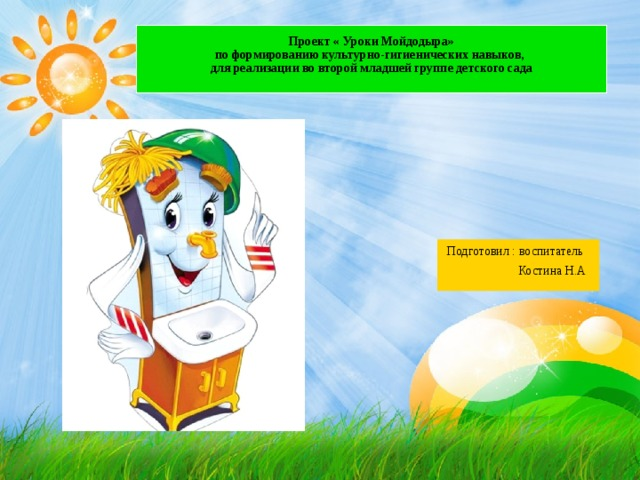 Проект « Уроки Мойдодыра»
по формированию культурно-гигиенических навыков,
для реализации во второй младшей группе детского сада
Подготовил : воспитатель
Костина Н.А